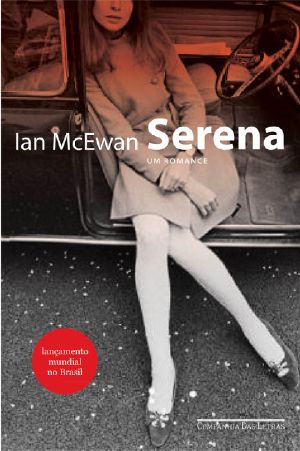 Ian McEwan Serena
UM ROMANCE
lançamento
mundial
no Brasil
COMPANHIA DAS LETRAS